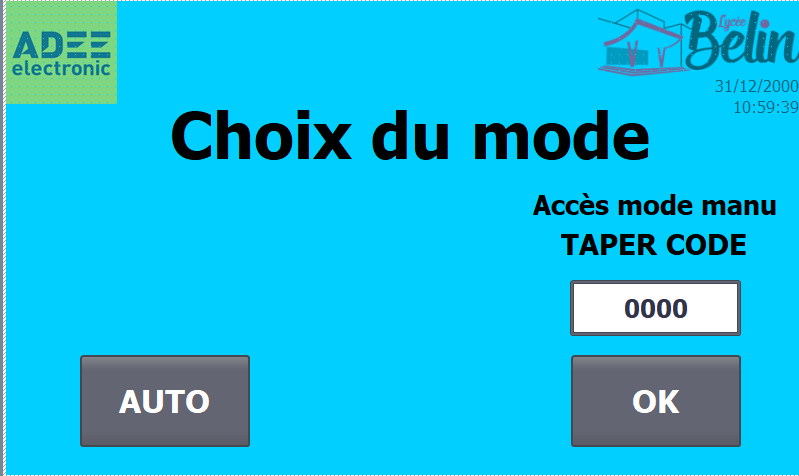 ADEE
electronic
Lycée
Belin
31/12/2000
10:59:39
Choix du mode
Accès mode manu
TAPER CODE
0000
AUTO
OK